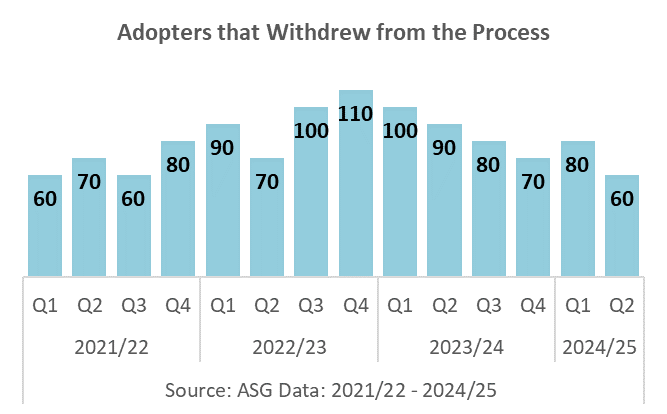 Adopters that Withdrew from the Process
60 70 60 80 90 70 100 110 100 90 80 70 80 60
Q1 Q2 Q3 Q4 Q1 Q2 Q3 Q4 Q1 Q2 Q3 Q4 Q1 Q2
2021/22 2022/23 2023/24 2024/25
Source: ASG Data: 2021/22 - 2024/25